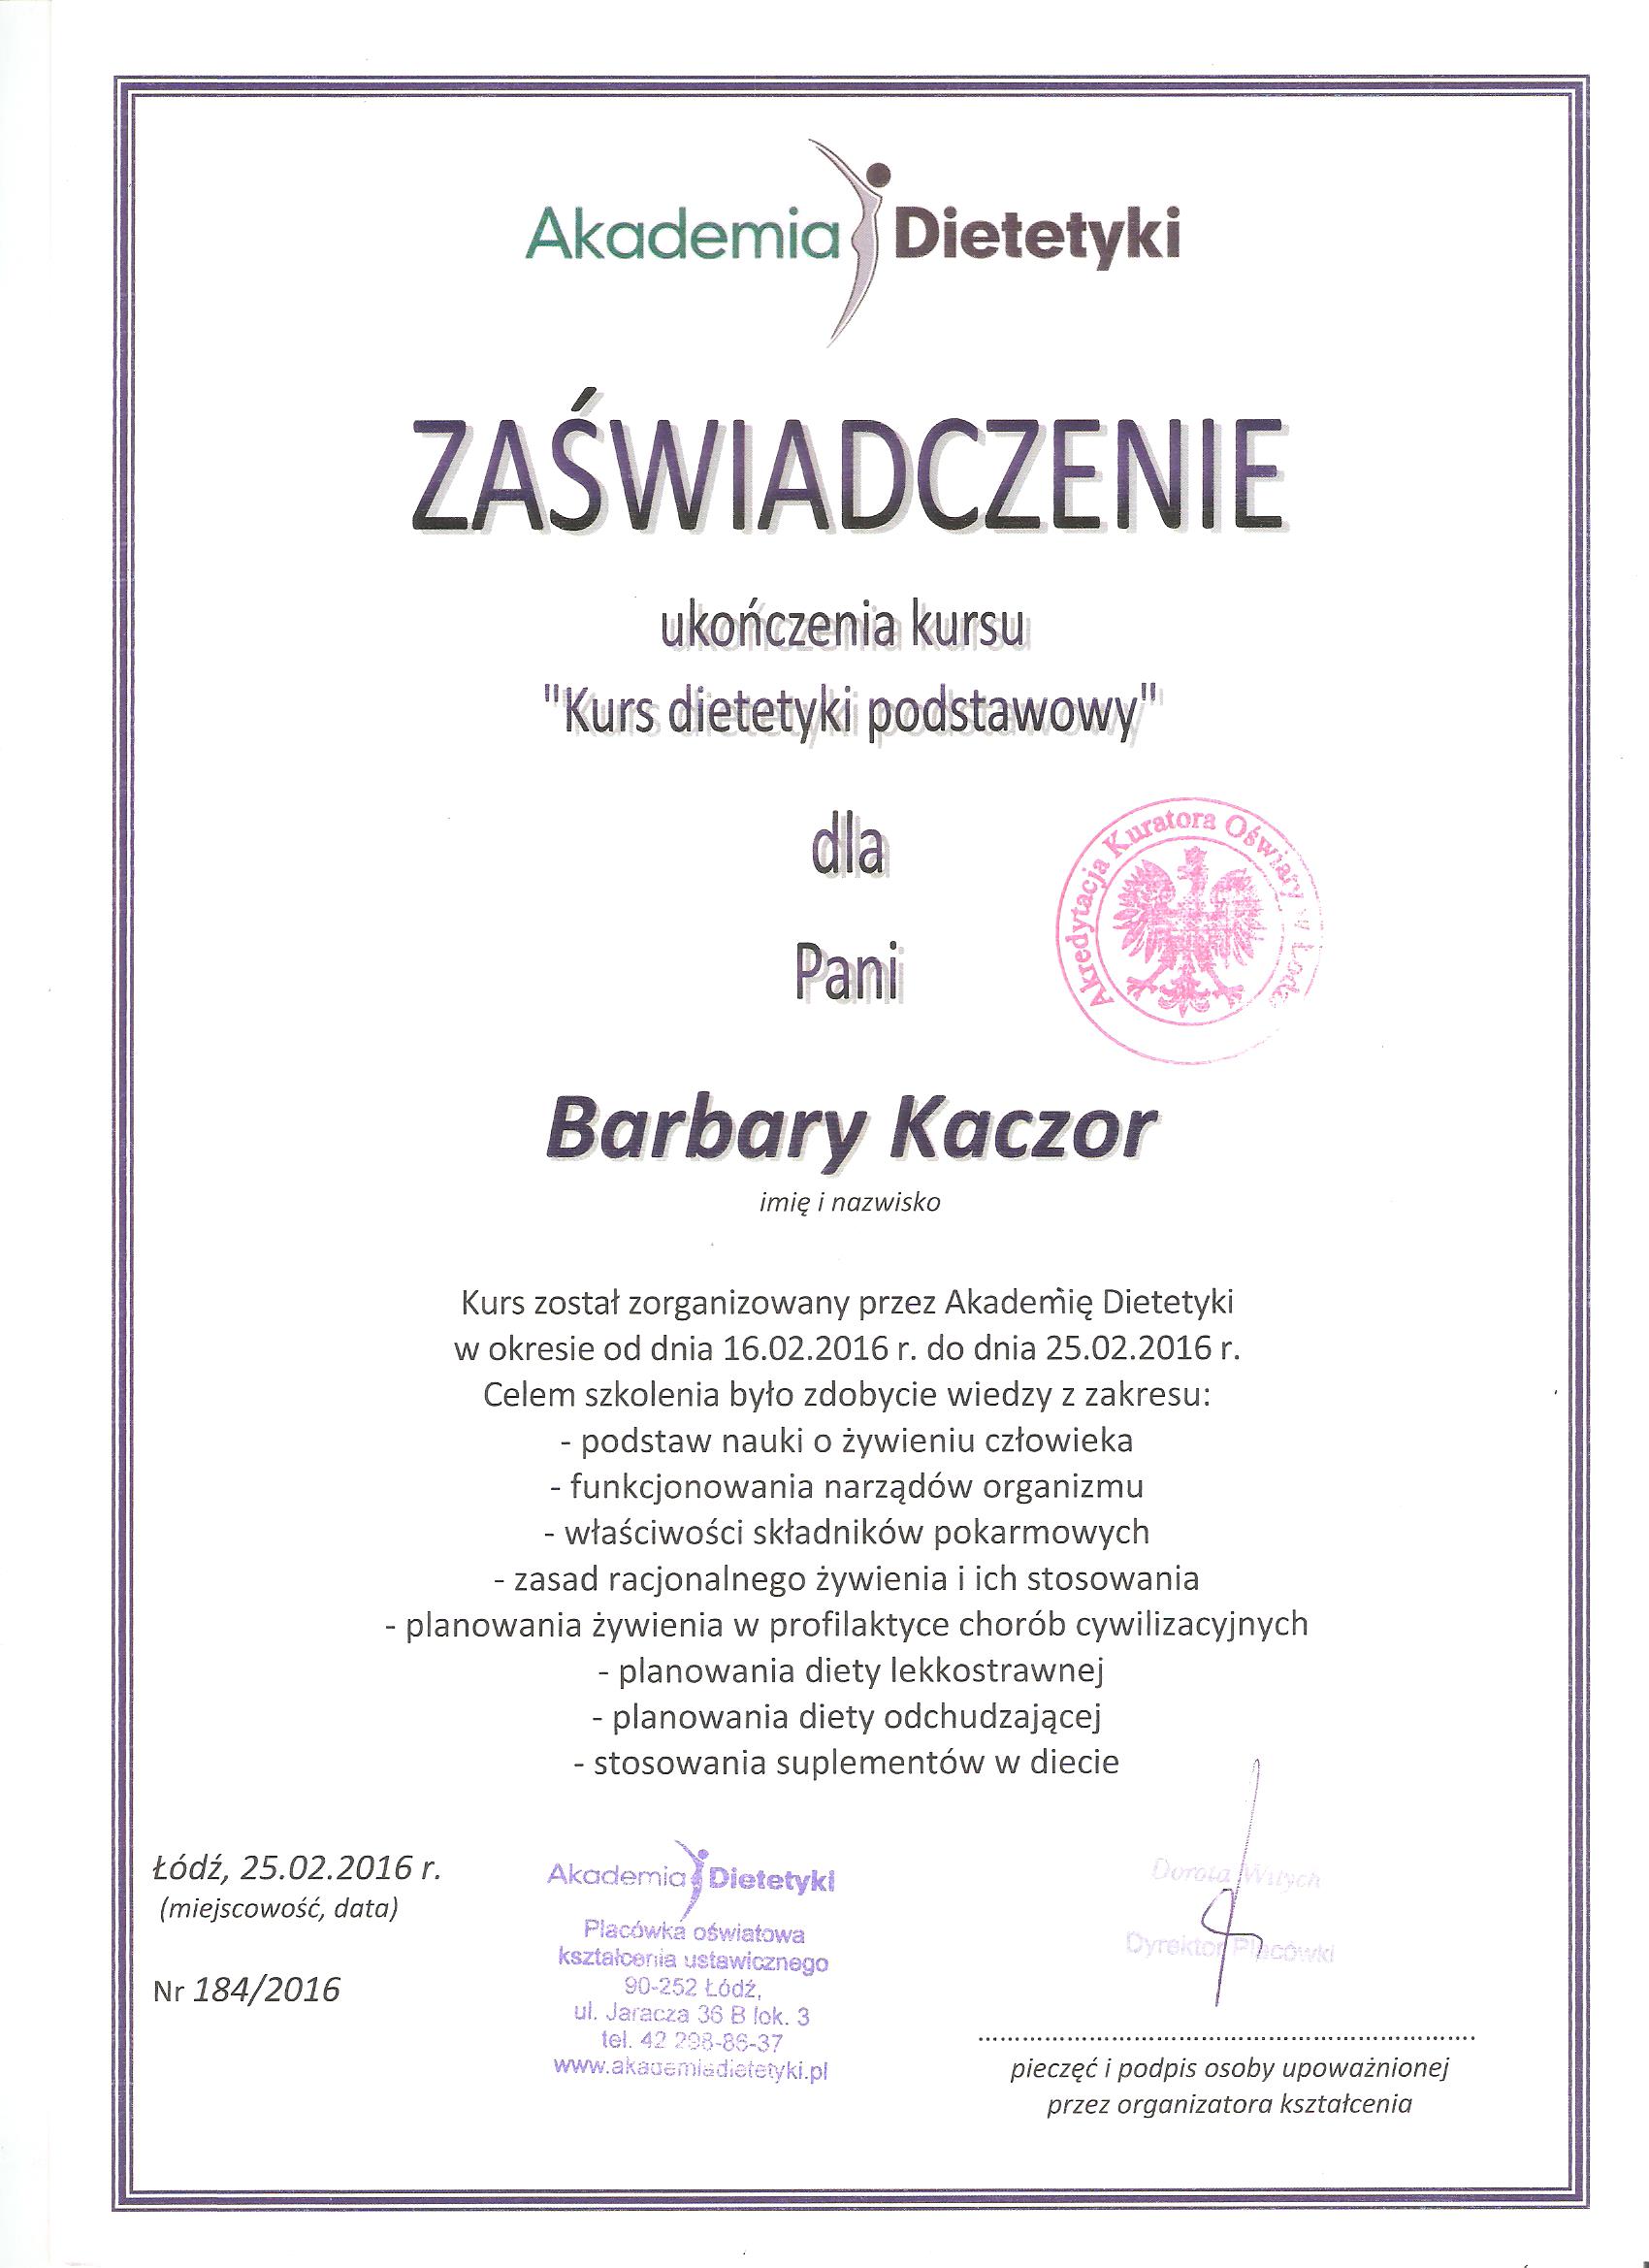 Akademia Dietetyki
ZAŚWIADCZENIE
ukończenia kursu
"Kurs dietetyki podstawowy"
dla
Pani
Akredytacja Kuratora Oświaty w Łodzi
Barbary Kaczor
imię i nazwisko
Kurs został zorganizowany przez Akademię Dietetyki
w okresie od dnia 16.02.2016 r. do dnia 25.02.2016 r.
Celem szkolenia było zdobycie wiedzy z zakresu:
- podstaw nauki o żywieniu człowieka
- funkcjonowania narządów organizmu
- właściwości składników pokarmowych
- zasad racjonalnego żywienia i ich stosowania
- planowania żywienia w profilaktyce chorób cywilizacyjnych
- planowania diety lekkostrawnej
- planowania diety odchudzającej
- stosowania suplementów w diecie
Łódź, 25.02.2016 r.
(miejscowość, data)
Nr 184/2016
Akademia Dietetyki
Placówka oświatowa
kształcenia ustawicznego
90-252 Łódź,
ul. Jaracza 36 B lok. 3
tel. 42 298-86-37
www.akademiadietetyki.pl
Dorota
Dyrektor Placówki
pieczęć i podpis osoby upoważnionej
przez organizatora kształcenia